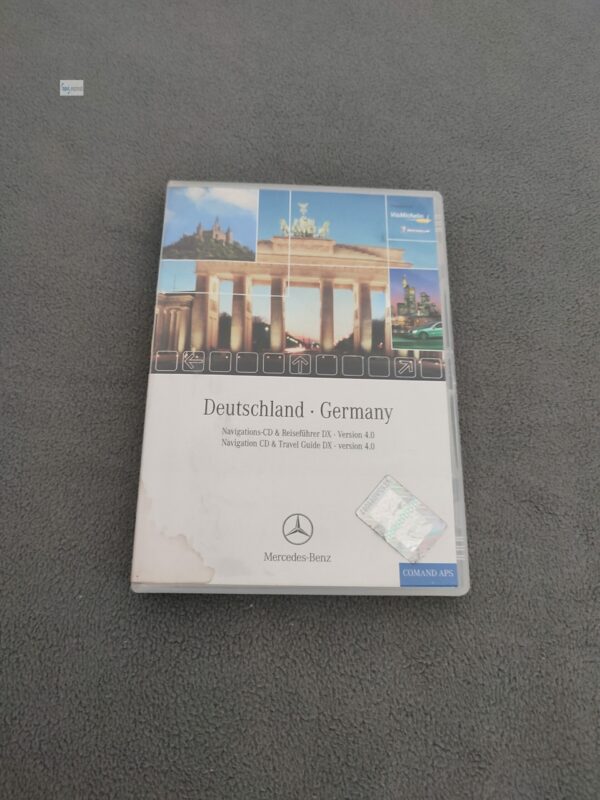 ViaMichelin
Deutschland · Germany
Navigations-CD & Reiseführer DX - Version 4.0
Navigation CD & Travel Guide DX - version 4.0
Mercedes-Benz
COMAND APS